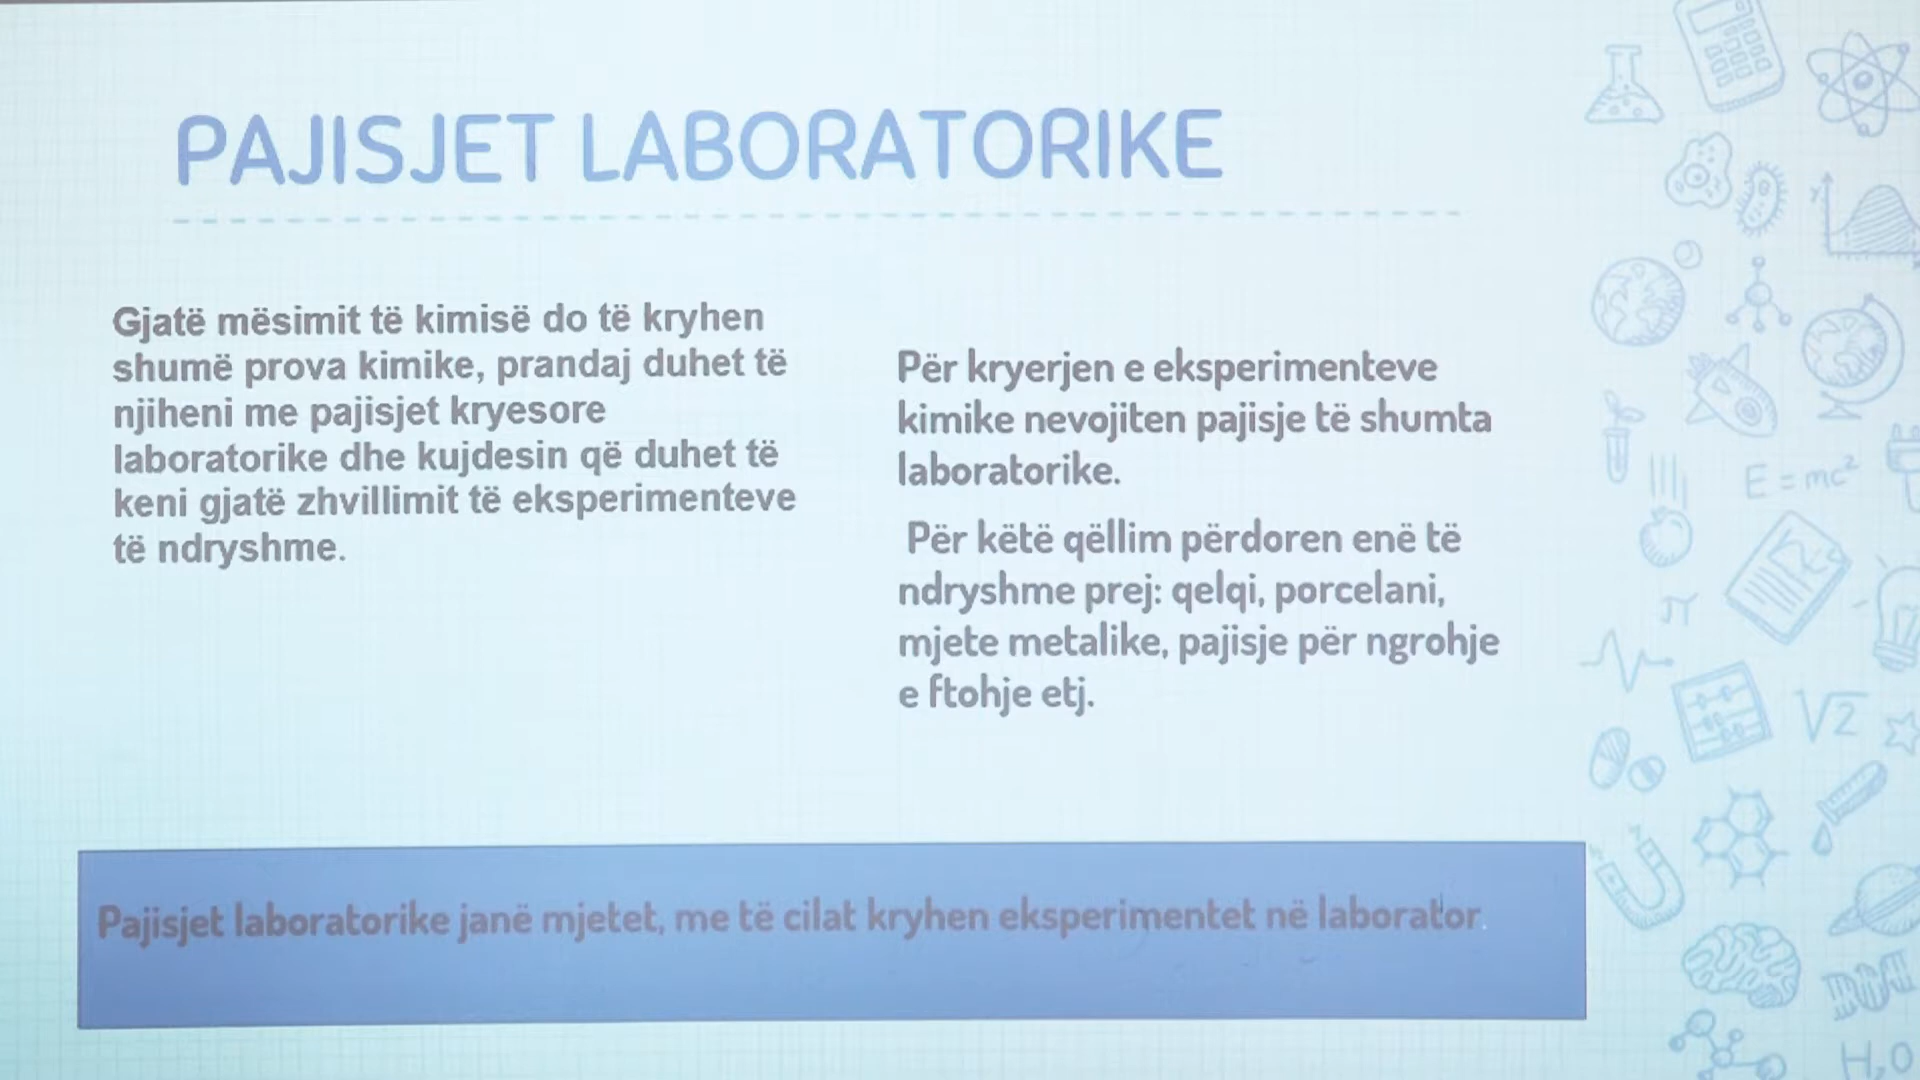 PAJISJET LABORATORIKE
Gjatë mësimit të kimisë do të kryhen
shumë prova kimike, prandaj duhet të
njiheni me pajisjet kryesore
laboratorike dhe kujdesin që duhet të
keni gjatë zhvillimit të eksperimenteve
të ndryshme.
Për kryerjen e eksperimenteve
kimike nevojiten pajisje të shumta
laboratorike.
Për këtë qëllim përdoren enë të
ndryshme prej: qelqi, porcelani,
mjete metalike, pajisje për ngrohje
e ftohje etj.
Pajisjet laboratorike janë mjetet, me të cilat kryhen eksperimentet në laborator.
y
E = mc²
π
√2
H₂O